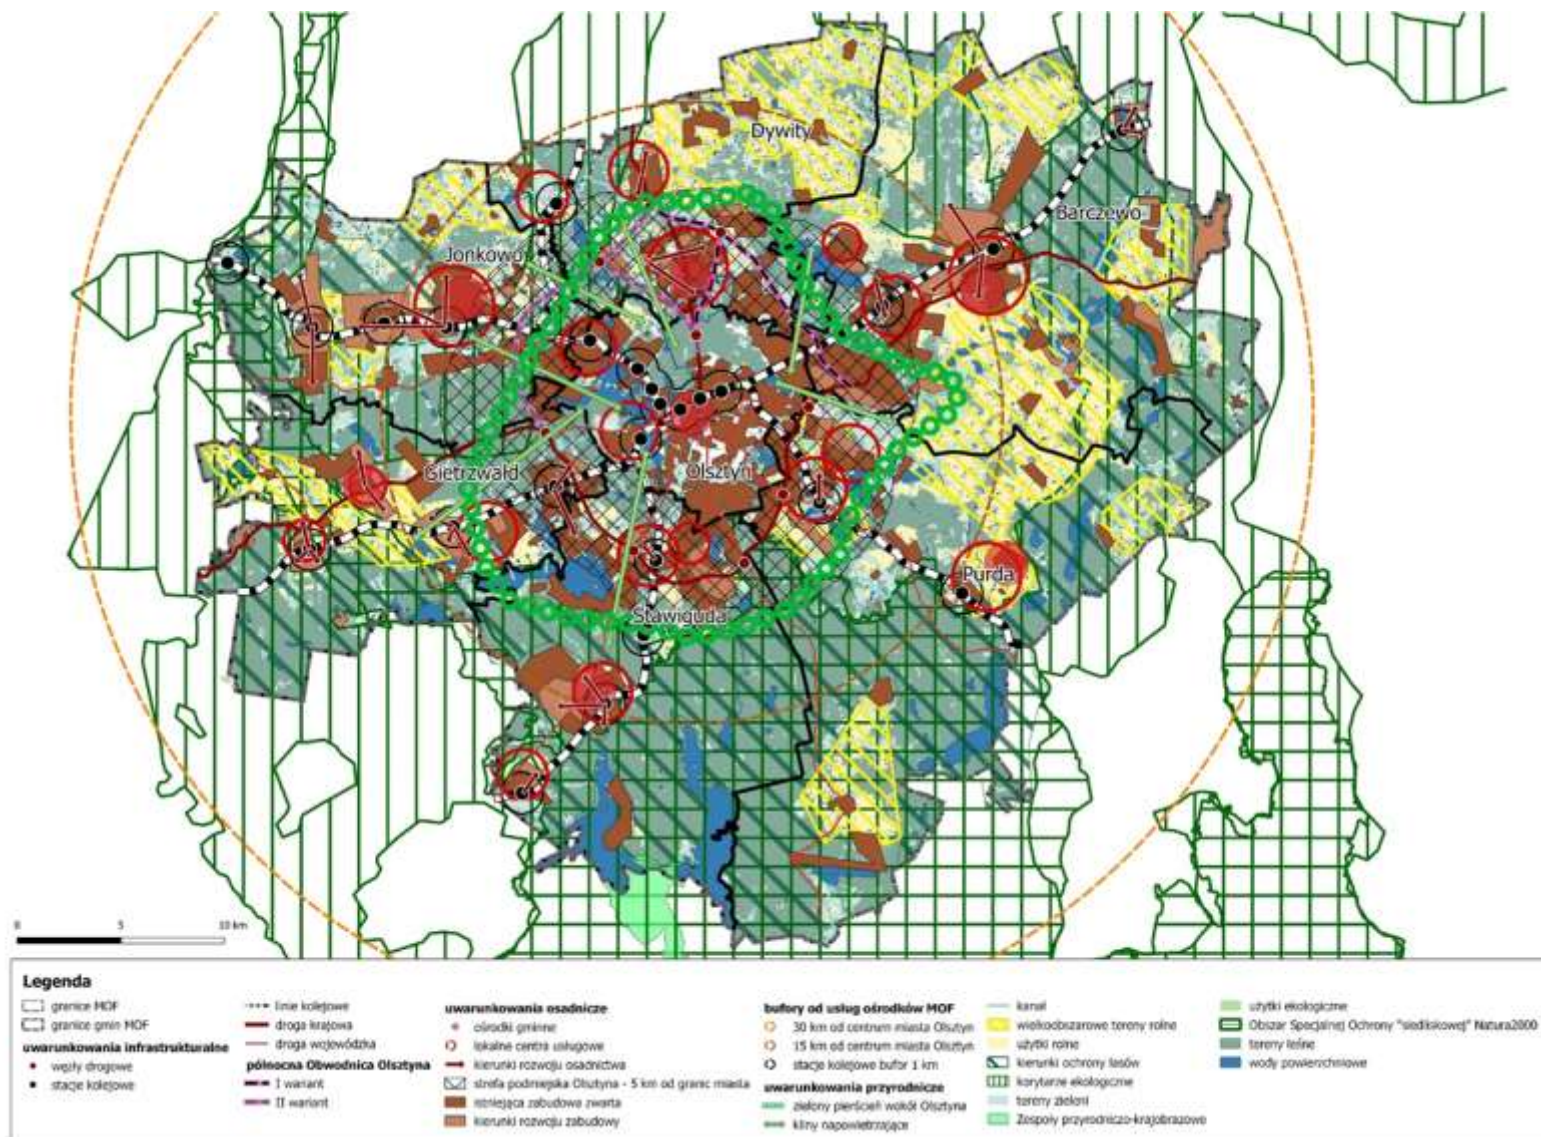 Dywity
Barczewo
Jonkowo
Gietrzwałd
Olsztyn
Purda
Stawiguda
0 5 10 km
Legenda
granice MOF
granice gmin MOF
uwarunkowania infrastrukturalne
węzły drogowe
stacje kolejowe
linie kolejowe
droga krajowa
droga wojewódzka
północna Obwodnica Olsztyna
I wariant
II wariant
uwarunkowania osadnicze
ośrodki gminne
lokalne centra usługowe
kierunki rozwoju osadnictwa
strefa podmiejska Olsztyna - 5 km od granic miasta
istniejąca zabudowa zwarta
kierunki rozwoju zabudowy
bufory od usług ośrodków MOF
30 km od centrum miasta Olsztyn
15 km od centrum miasta Olsztyn
stacje kolejowe bufor 1 km
uwarunkowania przyrodnicze
zielony pierścień wokół Olsztyna
kliny napowietrzające
kanał
wielkoobszarowe tereny rolne
użytki rolne
kierunki ochrony lasów
korytarze ekologiczne
tereny zieleni
Zespoły przyrodniczo-krajobrazowe
użytki ekologiczne
Obszar Specjalnej Ochrony "siedliskowej" Natura2000
tereny leśne
wody powierzchniowe